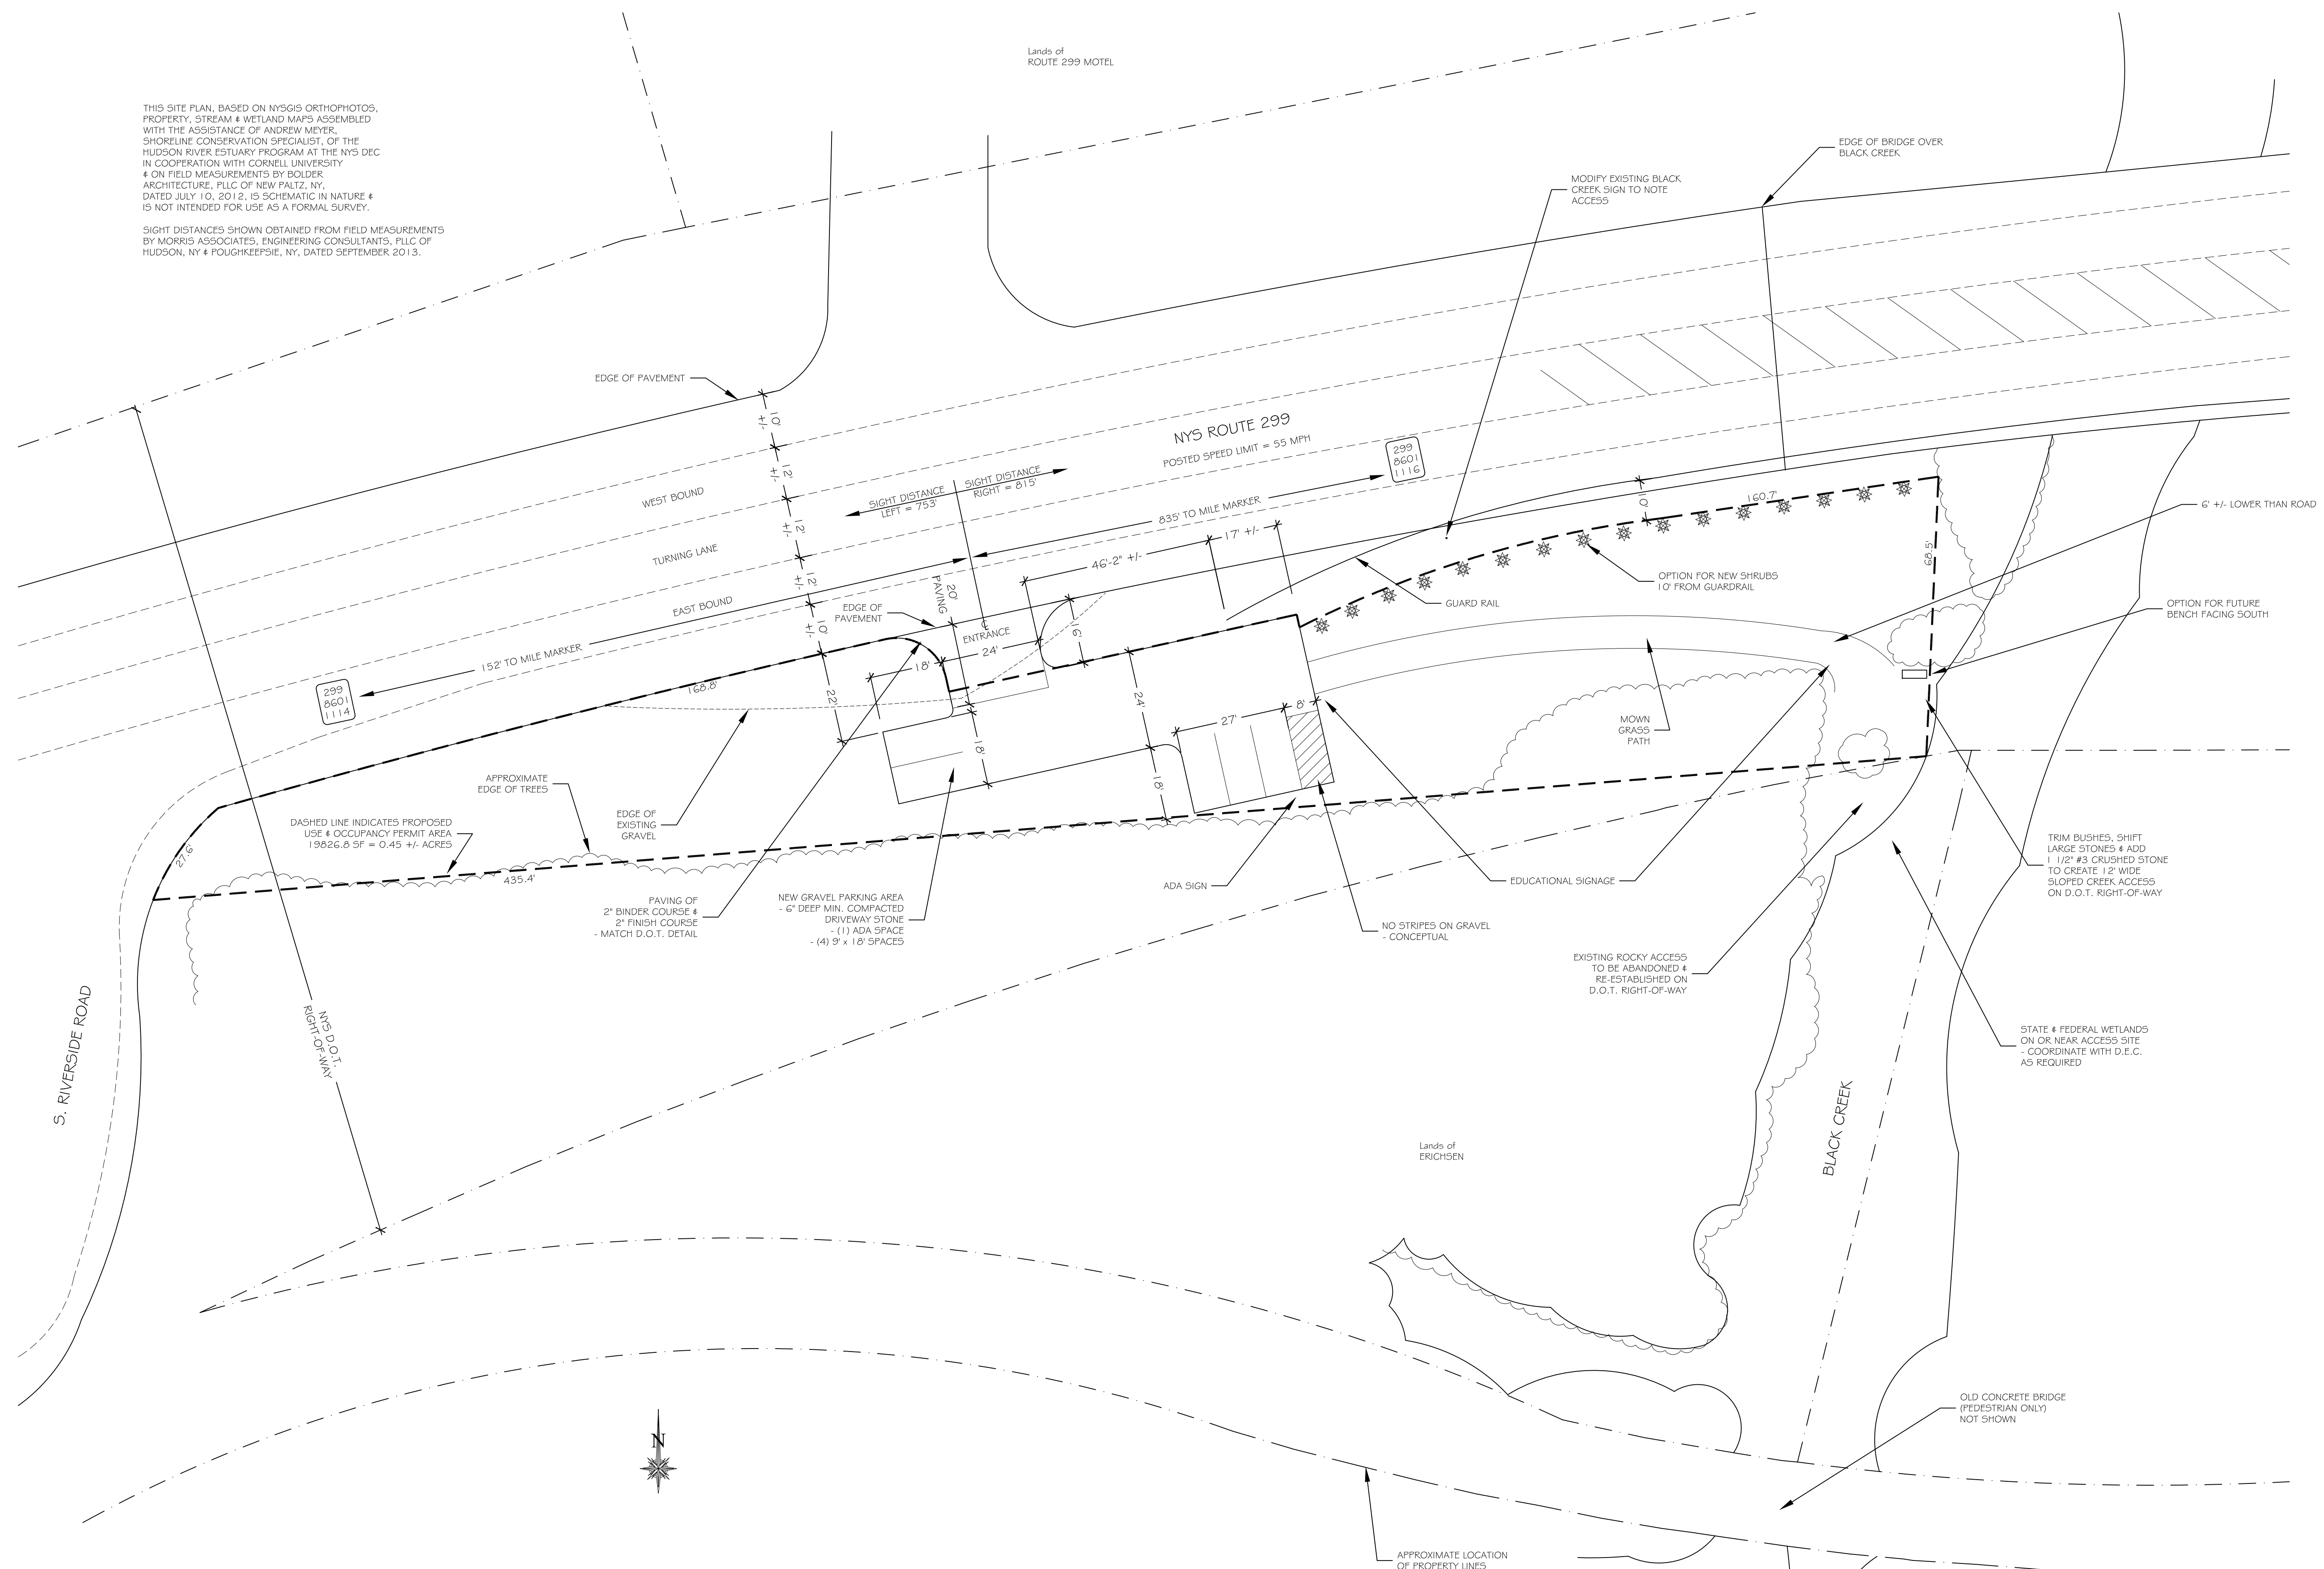 Lands of
ROUTE 299 MOTEL
THIS SITE PLAN, BASED ON NYSGIS ORTHOPHOTOS,
PROPERTY, STREAM & WETLAND MAPS ASSEMBLED
WITH THE ASSISTANCE OF ANDREW MEYER,
SHORELINE CONSERVATION SPECIALIST, OF THE
HUDSON RIVER ESTUARY PROGRAM AT THE NYS DEC
IN COOPERATION WITH CORNELL UNIVERSITY
& ON FIELD MEASUREMENTS BY BOLDER
ARCHITECTURE, PLLC OF NEW PALTZ, NY,
DATED JULY 10, 2012, IS SCHEMATIC IN NATURE &
IS NOT INTENDED FOR USE AS A FORMAL SURVEY.
SIGHT DISTANCES SHOWN OBTAINED FROM FIELD MEASUREMENTS
BY MORRIS ASSOCIATES, ENGINEERING CONSULTANTS, PLLC OF
HUDSON, NY & POUGHKEEPSIE, NY, DATED SEPTEMBER 2013.
EDGE OF BRIDGE OVER
BLACK CREEK
MODIFY EXISTING BLACK
CREEK SIGN TO NOTE
ACCESS
EDGE OF PAVEMENT
10'
+/-
12'
+/-
12'
+/-
12'
+/-
10'
+/-
22'
NYS ROUTE 299
POSTED SPEED LIMIT = 55 MPH
299
8601
1116
SIGHT DISTANCE
LEFT = 753'
SIGHT DISTANCE
RIGHT = 815'
835' TO MILE MARKER
WEST BOUND
TURNING LANE
EAST BOUND
152' TO MILE MARKER
299
8601
1114
20'
PAVING
EDGE OF
PAVEMENT
℄
ENTRANCE
46'-2" +/-
17' +/-
16'
24'
18'
18'
24'
18'
27'
8'
10'
160.7'
68.5'
168.8'
27.6'
435.4'
6' +/- LOWER THAN ROAD
OPTION FOR NEW SHRUBS
10' FROM GUARDRAIL
GUARD RAIL
OPTION FOR FUTURE
BENCH FACING SOUTH
MOWN
GRASS
PATH
APPROXIMATE
EDGE OF TREES
EDGE OF
EXISTING
GRAVEL
DASHED LINE INDICATES PROPOSED
USE & OCCUPANCY PERMIT AREA
19826.8 SF = 0.45 +/- ACRES
PAVING OF
2" BINDER COURSE &
2" FINISH COURSE
- MATCH D.O.T. DETAIL
NEW GRAVEL PARKING AREA
- 6" DEEP MIN. COMPACTED
DRIVEWAY STONE
- (1) ADA SPACE
- (4) 9' x 18' SPACES
ADA SIGN
EDUCATIONAL SIGNAGE
NO STRIPES ON GRAVEL
- CONCEPTUAL
TRIM BUSHES, SHIFT
LARGE STONES & ADD
1 1/2" #3 CRUSHED STONE
TO CREATE 12' WIDE
SLOPED CREEK ACCESS
ON D.O.T. RIGHT-OF-WAY
EXISTING ROCKY ACCESS
TO BE ABANDONED &
RE-ESTABLISHED ON
D.O.T. RIGHT-OF-WAY
STATE & FEDERAL WETLANDS
ON OR NEAR ACCESS SITE
- COORDINATE WITH D.E.C.
AS REQUIRED
NYS D.O.T.
RIGHT-OF-WAY
S. RIVERSIDE ROAD
BLACK CREEK
Lands of
ERICHSEN
OLD CONCRETE BRIDGE
(PEDESTRIAN ONLY)
NOT SHOWN
N
APPROXIMATE LOCATION
OF PROPERTY LINES